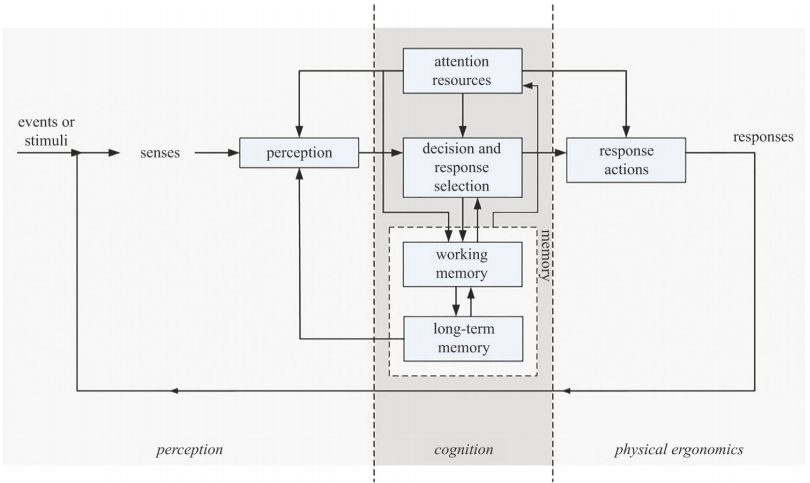 attention
resources
events or
stimuli
senses
perception
decision and
response
selection
response
actions
responses
memory
working
memory
long-term
memory
perception
cognition
physical ergonomics